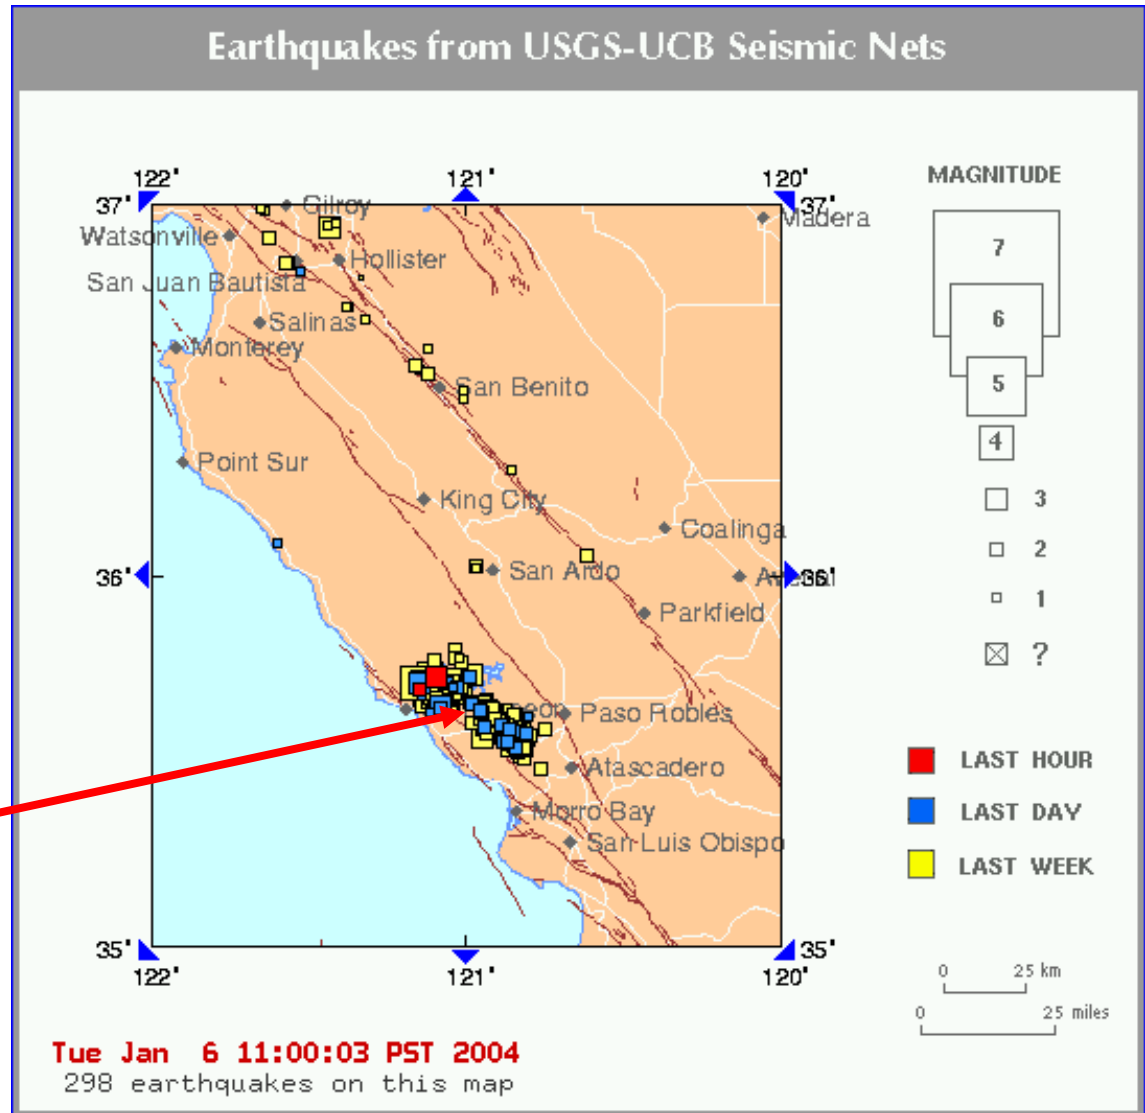 Earthquakes from USGS-UCB Seismic Nets
122° 121° 120° MAGNITUDE
37° Gilroy 37° Madera
7
Watsonville Hollister
San Juan Bautista
6
Salinas
Monterey
San Benito 5
4
Point Sur
King City 3
Coalinga
2
San Ardo
36° 36°
1
Parkfield
?
Paso Robles
LAST HOUR
Atascadero
Morro Bay LAST DAY
San Luis Obispo
LAST WEEK
35° 35°
122° 121° 120°
0 25 km
0 25 miles
Tue Jan 6 11:00:03 PST 2004
298 earthquakes on this map